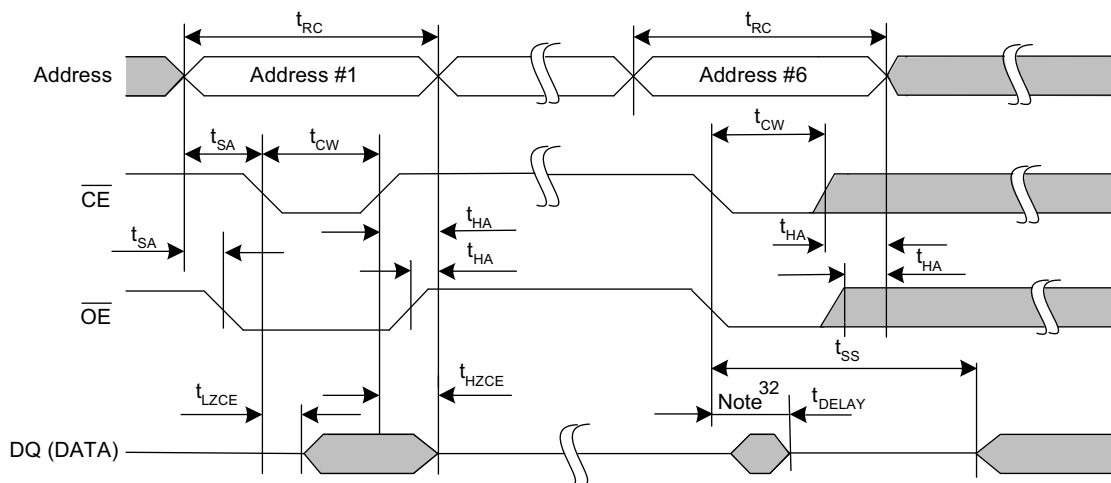 tRC tRC
Address Address #1 Address #6
tCW
tSA tCW
CE
tHA
tSA tHA
tHA tHA
OE
tSS
tLZCE tHZCE
Note32 tDELAY
DQ (DATA)